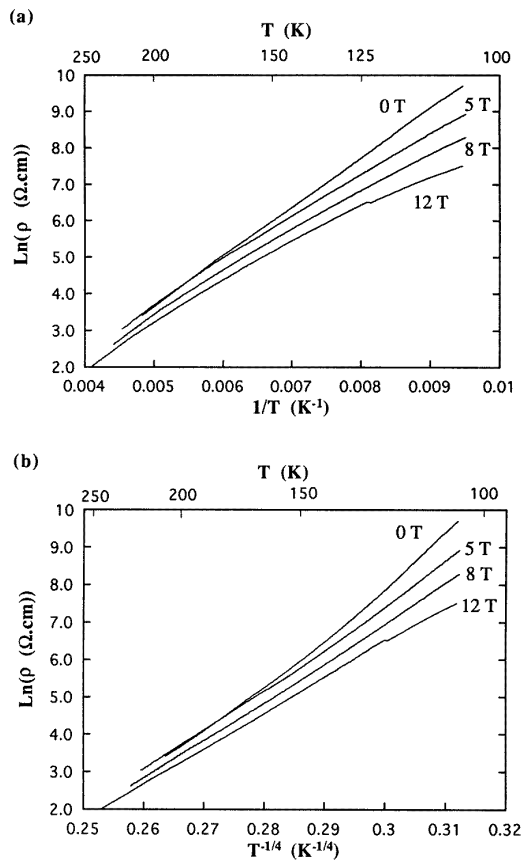 (a)
T (K)
250 200 150 125 100
10
9.0
8.0
7.0
6.0
5.0
4.0
3.0
2.0
Ln(ρ (Ω.cm))
0 T
5 T
8 T
12 T
0.004 0.005 0.006 0.007 0.008 0.009 0.01
1/T (K⁻¹)
(b)
T (K)
250 200 150 100
10
9.0
8.0
7.0
6.0
5.0
4.0
3.0
2.0
Ln(ρ (Ω.cm))
0 T
5 T
8 T
12 T
0.25 0.26 0.27 0.28 0.29 0.3 0.31 0.32
T⁻¹/⁴ (K⁻¹/⁴)